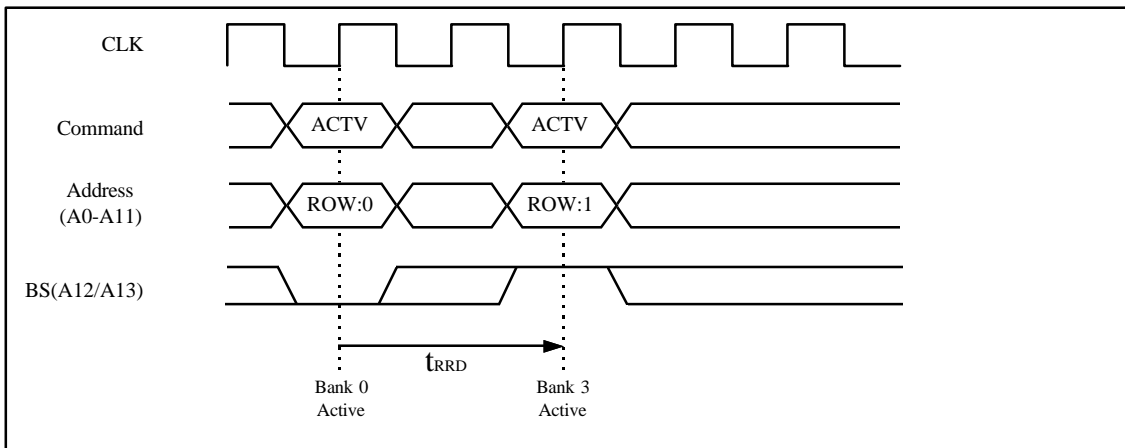 CLK
Command
ACTV
ACTV
Address
(A0-A11)
ROW:0
ROW:1
BS(A12/A13)
tRRD
Bank 0
Active
Bank 3
Active